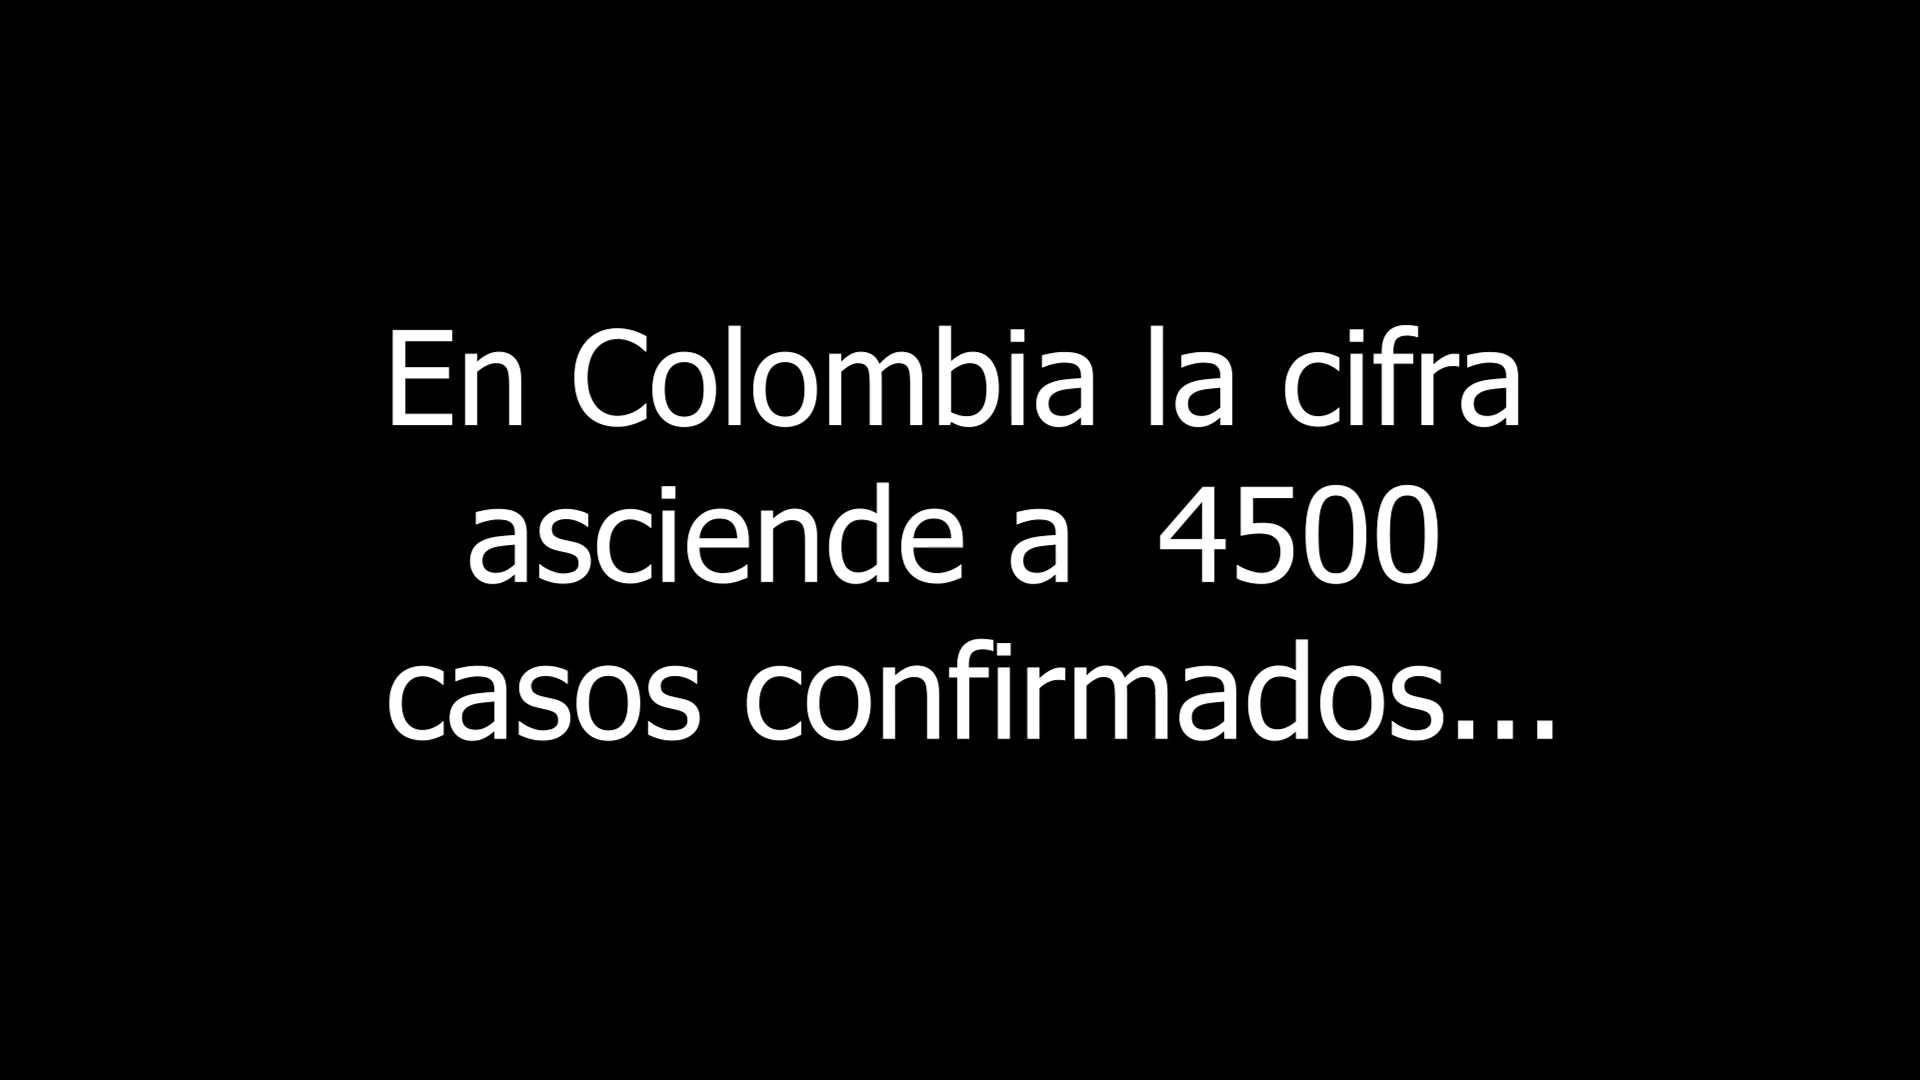 En Colombia la cifra
asciende a  4500
casos confirmados...